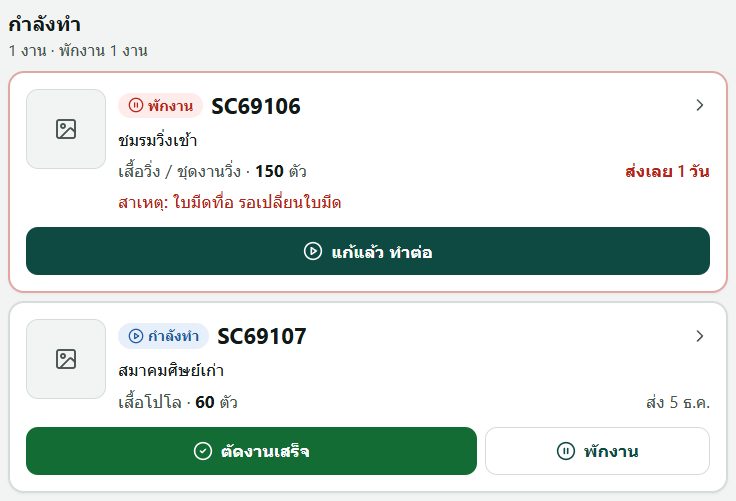 กำลังทำ
1 งาน · พักงาน 1 งาน
พักงาน SC69106
ชมรมวิ่งเช้า
เสื้อวิ่ง / ชุดงานวิ่ง · 150 ตัว ส่งเลย 1 วัน
สาเหตุ: ใบมีดทื่อ รอเปลี่ยนใบมีด
แก้แล้ว ทำต่อ
กำลังทำ SC69107
สมาคมศิษย์เก่า
เสื้อโปโล · 60 ตัว ส่ง 5 ธ.ค.
ตัดงานเสร็จ พักงาน